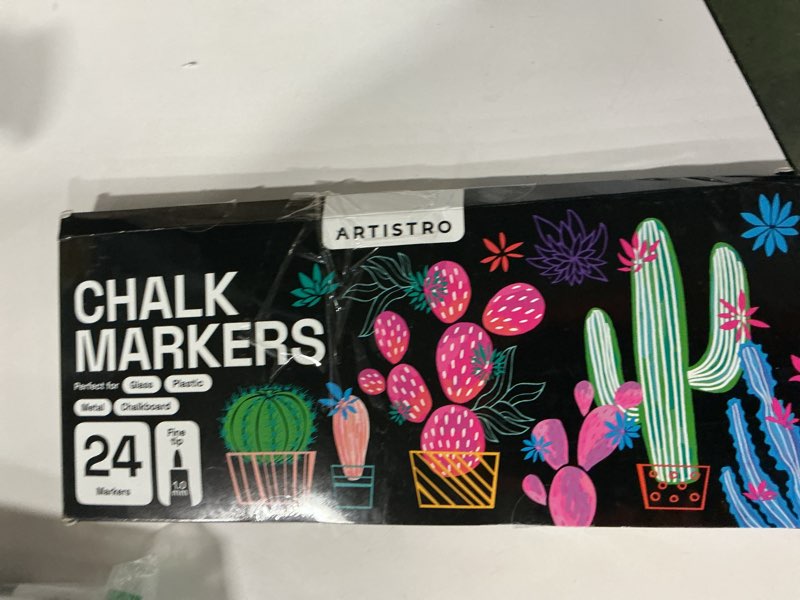 ARTISTRO
CHALK
MARKERS
Perfect for Glass Plastic
Metal Chalkboard
24
Markers
Fine
tip
1.0
mm